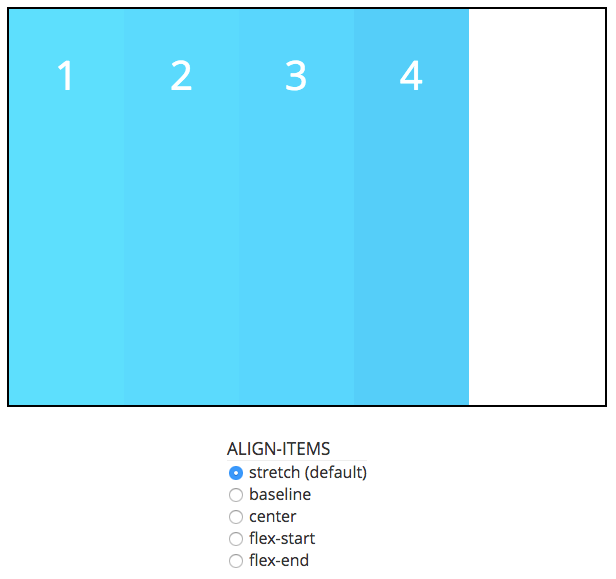 1 2 3 4
ALIGN-ITEMS
stretch (default)
baseline
center
flex-start
flex-end